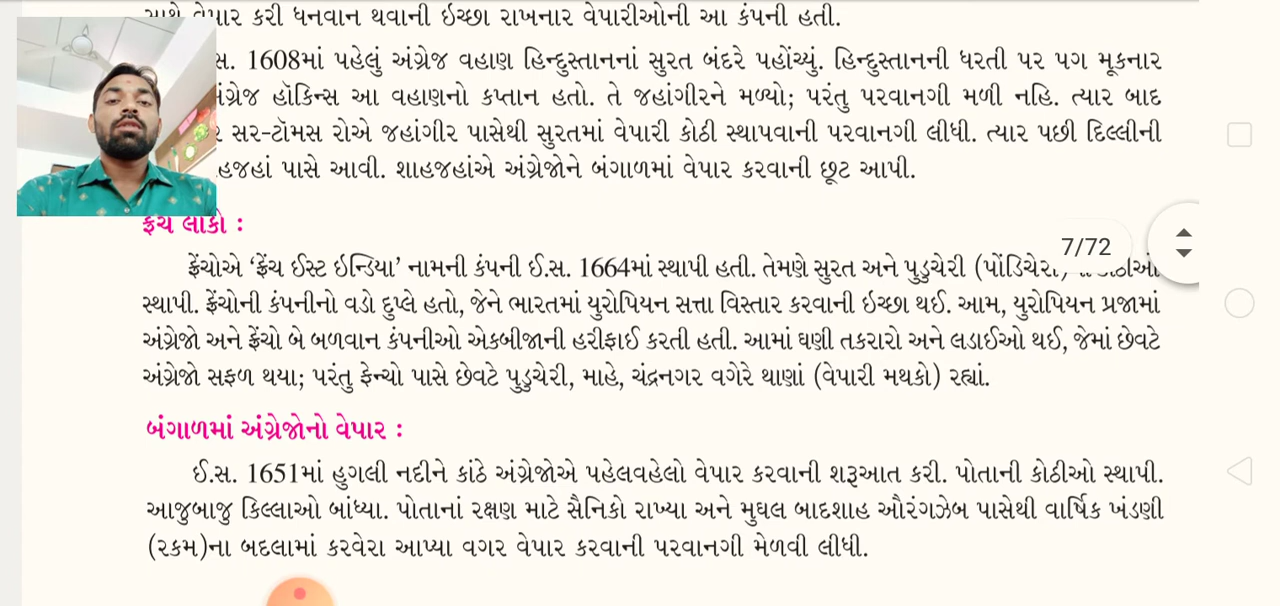 સાથે વેપાર કરી ધનવાન થવાની ઇચ્છા રાખનાર વેપારીઓની આ કંપની હતી.
સ. 1608માં પહેલું અંગ્રેજ વહાણ હિન્દુસ્તાનનાં સુરત બંદરે પહોંચ્યું. હિન્દુસ્તાનની ધરતી પર પગ મૂકનાર
અંગ્રેજ હૉકિન્સ આ વહાણનો કપ્તાન હતો. તે જહાંગીરને મળ્યો; પરંતુ પરવાનગી મળી નહિ. ત્યાર બાદ
સર-ટૉમસ રોએ જહાંગીર પાસેથી સુરતમાં વેપારી કોઠી સ્થાપવાની પરવાનગી લીધી. ત્યાર પછી દિલ્લીની
હજહાં પાસે આવી. શાહજહાંએ અંગ્રેજોને બંગાળમાં વેપાર કરવાની છૂટ આપી.
ફ્રેંચ લોકો :
7/72
ફ્રેંચોએ ‘ફ્રેંચ ઈસ્ટ ઇન્ડિયા’ નામની કંપની ઈ.સ. 1664માં સ્થાપી હતી. તેમણે સુરત અને પુડુચેરી (પોંડિચેરી)
સ્થાપી. ફ્રેંચોની કંપનીનો વડો દુપ્લે હતો, જેને ભારતમાં યુરોપિયન સત્તા વિસ્તાર કરવાની ઇચ્છા થઈ. આમ, યુરોપિયન પ્રજામાં
અંગ્રેજો અને ફ્રેંચો બે બળવાન કંપનીઓ એકબીજાની હરીફાઈ કરતી હતી. આમાં ઘણી તકરારો અને લડાઈઓ થઈ, જેમાં છેવટે
અંગ્રેજો સફળ થયા; પરંતુ ફેન્ચો પાસે છેવટે પુડુચેરી, માહે, ચંદ્રનગર વગેરે થાણાં (વેપારી મથકો) રહ્યાં.
બંગાળમાં અંગ્રેજોનો વેપાર :
ઈ.સ. 1651માં હુગલી નદીને કાંઠે અંગ્રેજોએ પહેલવહેલો વેપાર કરવાની શરૂઆત કરી. પોતાની કોઠીઓ સ્થાપી.
આજુબાજુ કિલ્લાઓ બાંધ્યા. પોતાનાં રક્ષણ માટે સૈનિકો રાખ્યા અને મુઘલ બાદશાહ ઔરંગઝેબ પાસેથી વાર્ષિક ખંડણી
(રકમ)ના બદલામાં કરવેરા આપ્યા વગર વેપાર કરવાની પરવાનગી મેળવી લીધી.